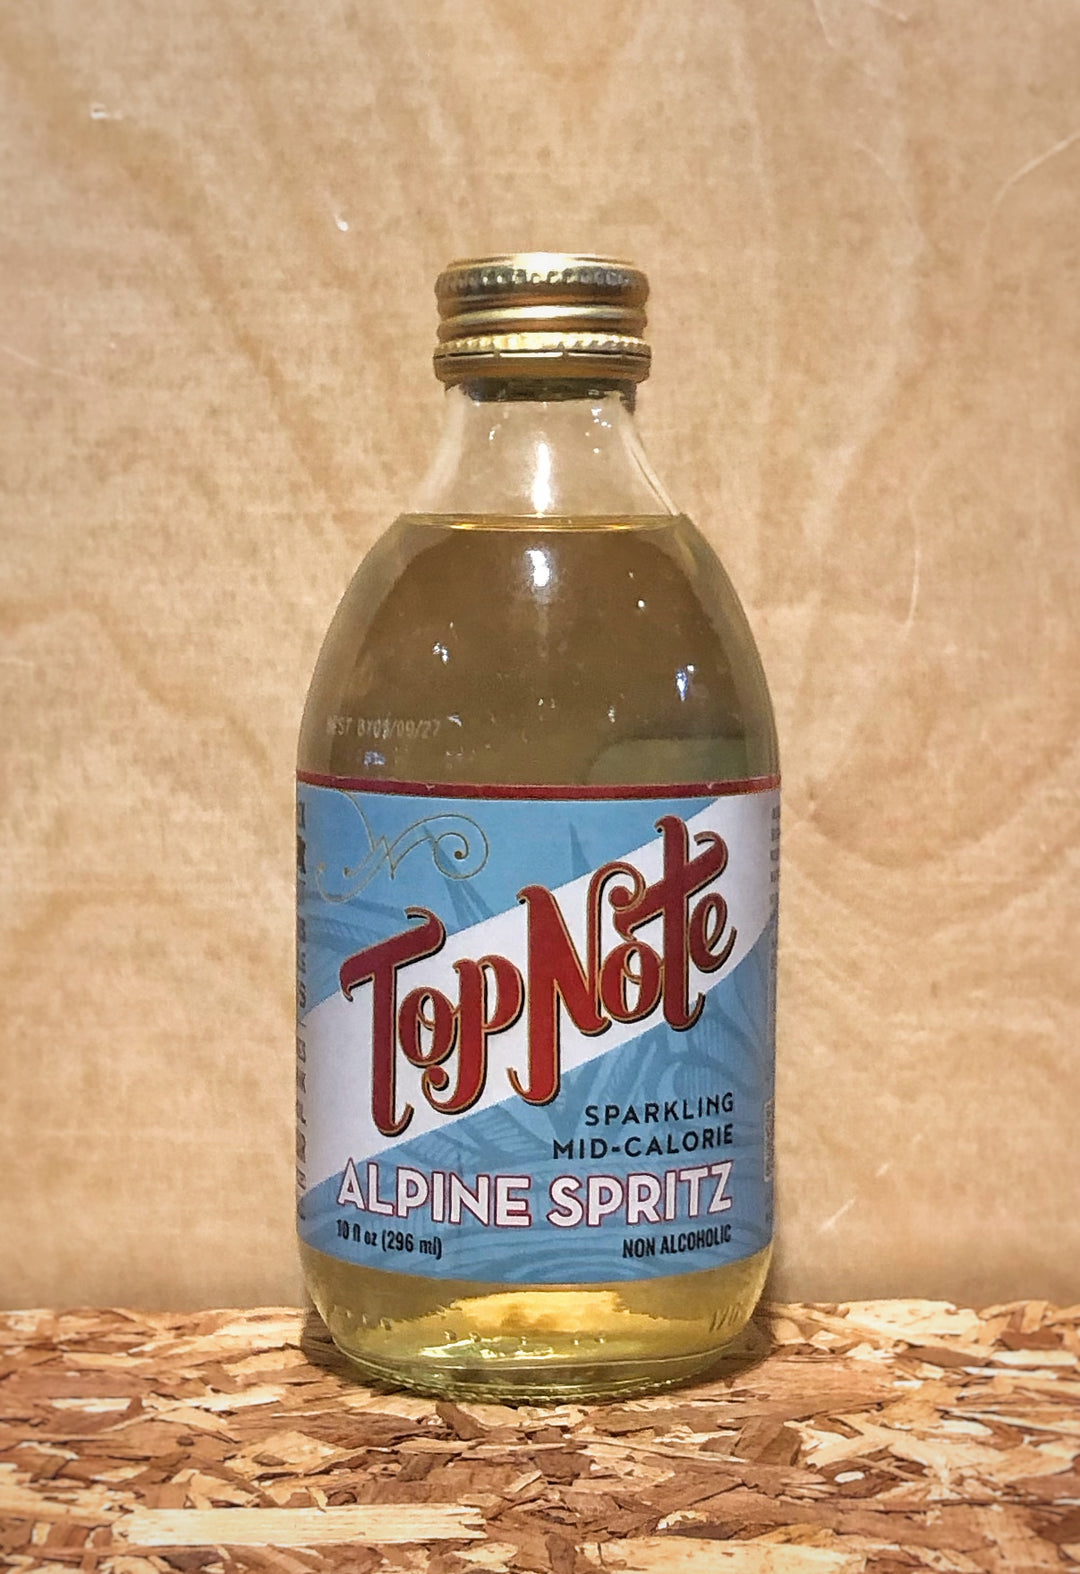 TopNote
SPARKLING
MID-CALORIE
ALPINE SPRITZ
10 fl oz (296 ml)
NON ALCOHOLIC